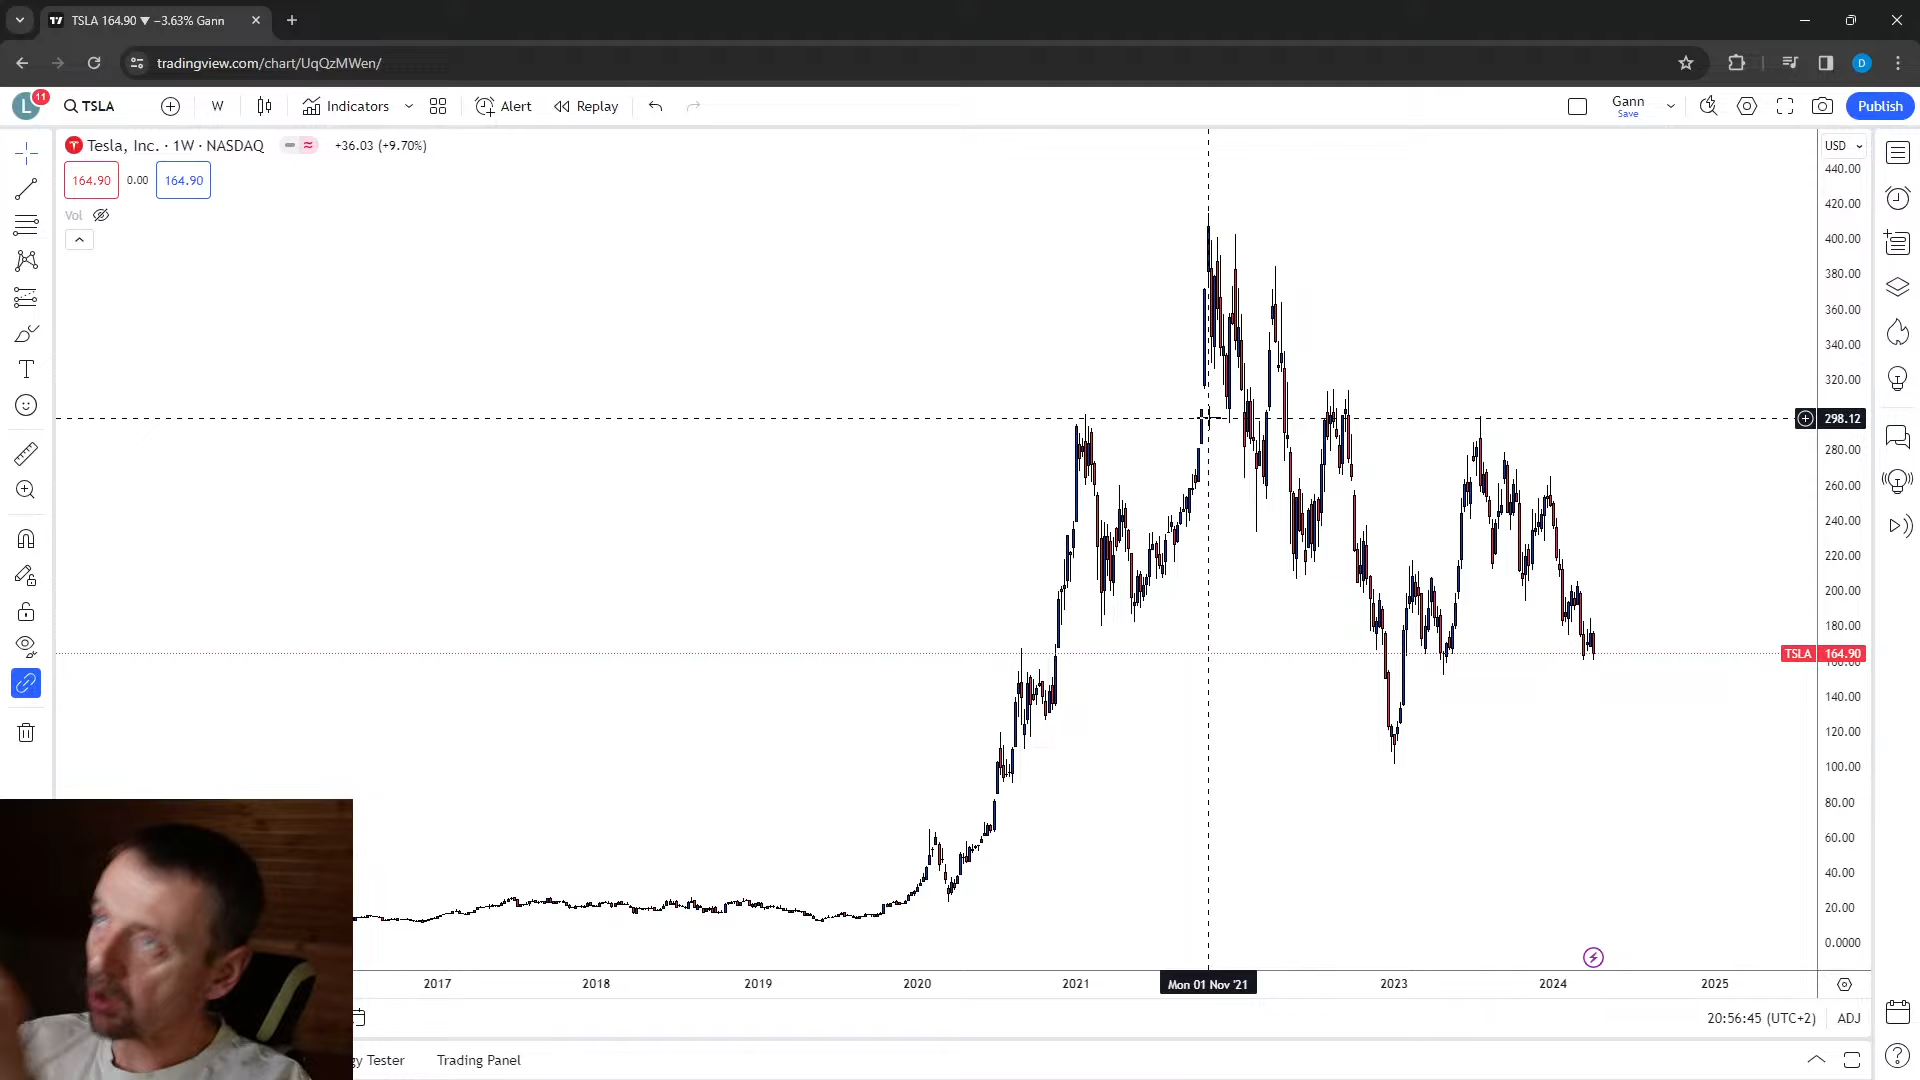 TSLA 164.90 ▼ −3.63% Gann
tradingview.com/chart/UqQzMWen/
D
L
11
TSLA
W
Indicators
Alert
Replay
Gann
Save
Publish
Tesla, Inc. · 1W · NASDAQ
+36.03 (+9.70%)
USD
164.90
0.00
164.90
Vol
440.00
420.00
400.00
380.00
360.00
340.00
320.00
298.12
280.00
260.00
240.00
220.00
200.00
180.00
TSLA 164.90
160.00
140.00
120.00
100.00
80.00
60.00
40.00
20.00
0.0000
2017
2018
2019
2020
2021
Mon 01 Nov '21
2023
2024
2025
20:56:45 (UTC+2)
ADJ
gy Tester
Trading Panel